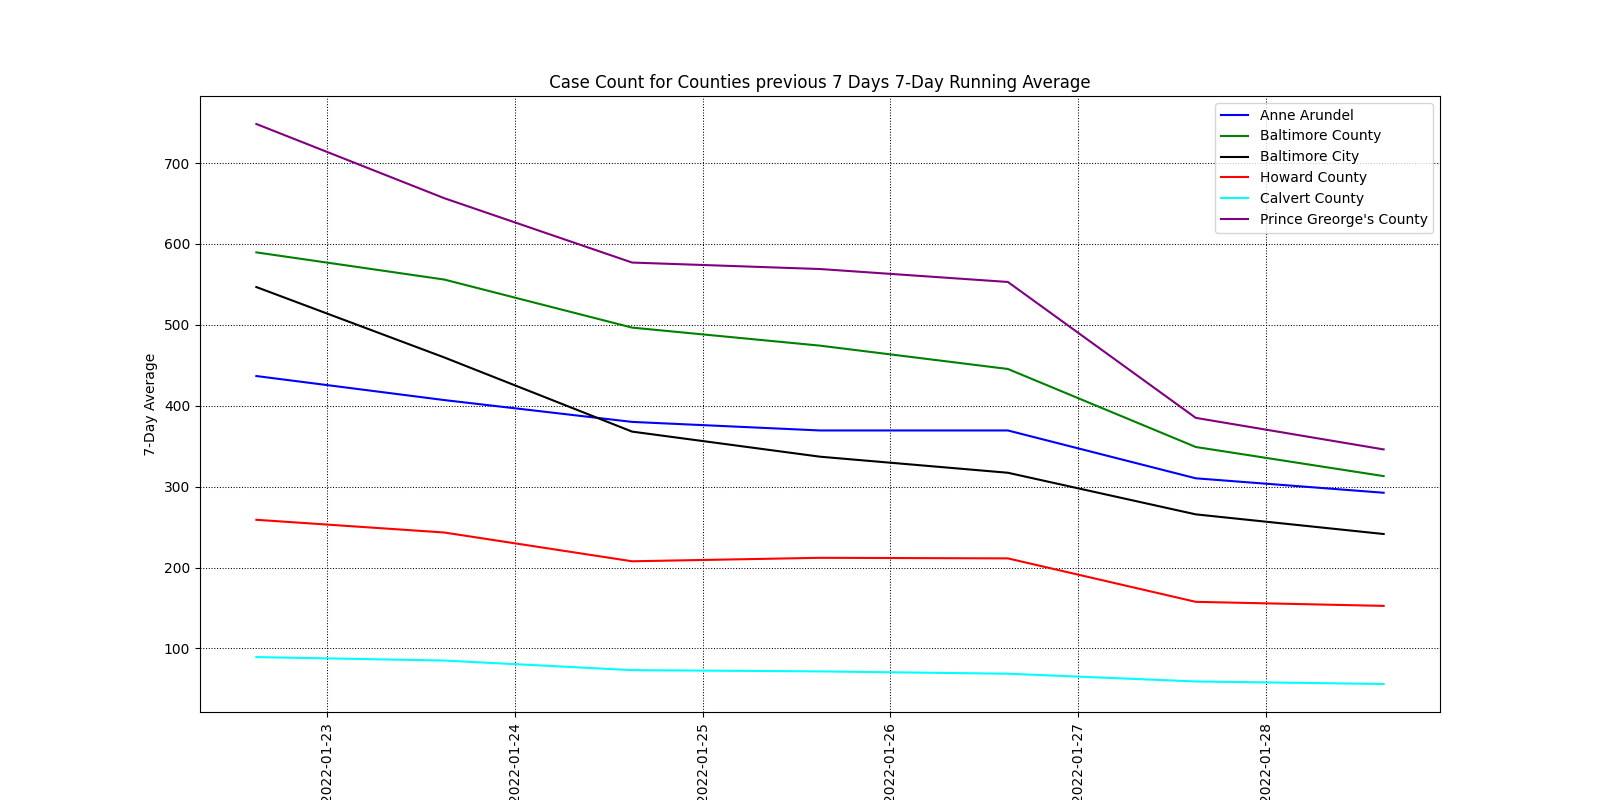 Case Count for Counties previous 7 Days 7-Day Running Average
Anne Arundel
Baltimore County
Baltimore City
Howard County
Calvert County
Prince Greorge's County
7-Day Average
700
600
500
400
300
200
100
2022-01-23
2022-01-24
2022-01-25
2022-01-26
2022-01-27
2022-01-28